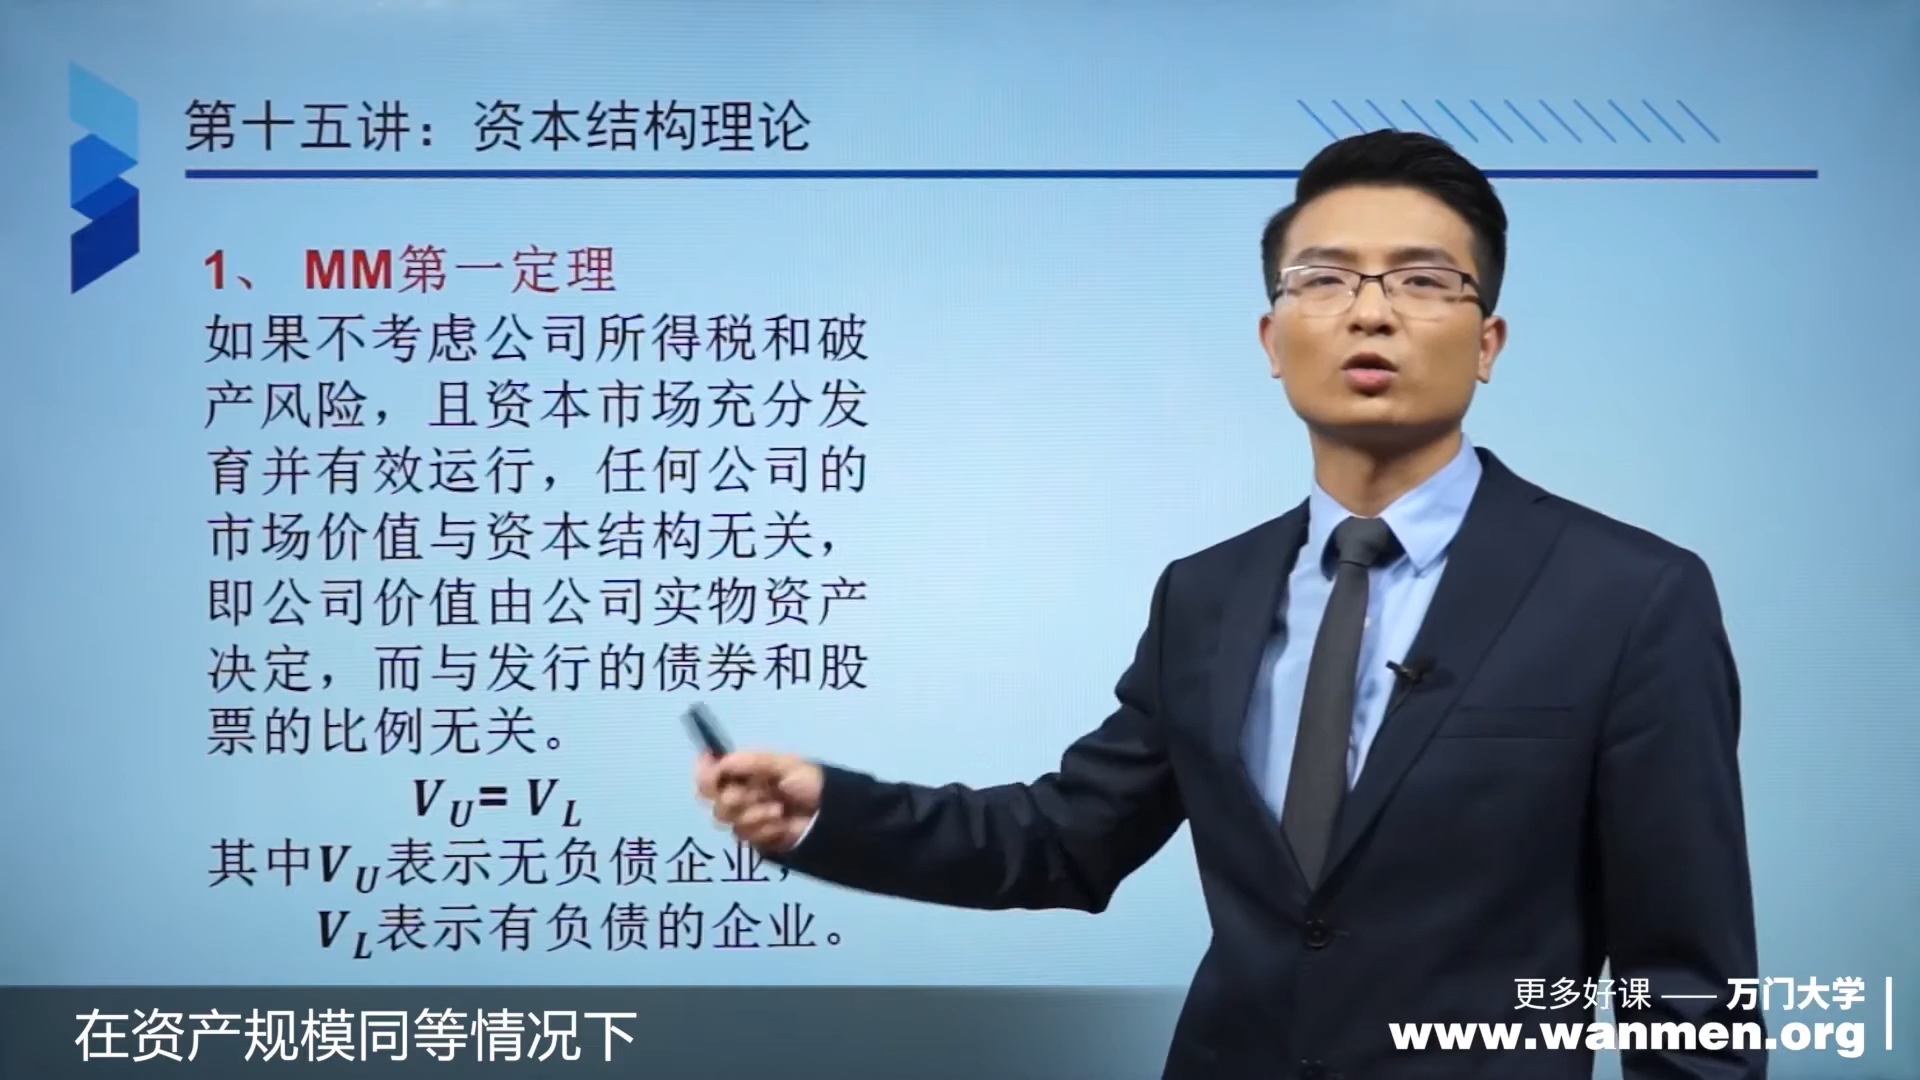 第十五讲：资本结构理论
1、 MM第一定理
如果不考虑公司所得税和破
产风险，且资本市场充分发
育并有效运行，任何公司的
市场价值与资本结构无关，
即公司价值由公司实物资产
决定，而与发行的债券和股
票的比例无关。
V_U= V_L
其中V_U表示无负债企业，
V_L表示有负债的企业。
在资产规模同等情况下
更多好课 —— 万门大学
www.wanmen.org